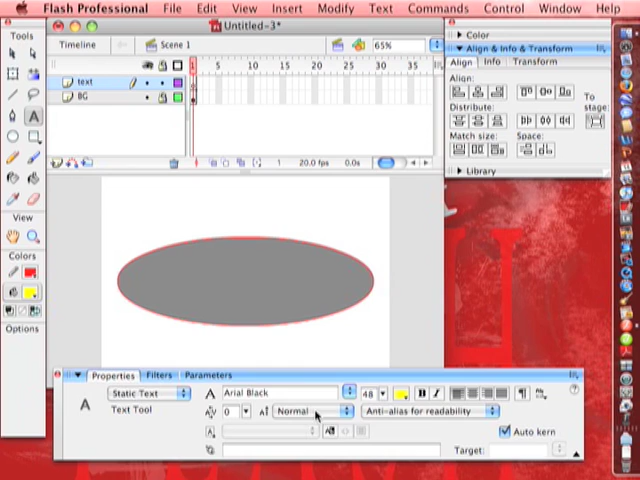 Flash Professional File Edit View Insert Modify Text Commands Control Window Help
Tools
Untitled-3*
Timeline Scene 1 65%
1 5 10 15 20 25 30 35
text
BG
1 20.0 fps 0.0s
View
Colors
Options
Color
Align & Info & Transform
Align Info Transform
Align:
To stage:
Distribute:
Match size: Space:
Library
Properties Filters Parameters
Static Text A Arial Black 48 B I
A Text Tool 0 Normal Anti-alias for readability
Auto kern
Target: